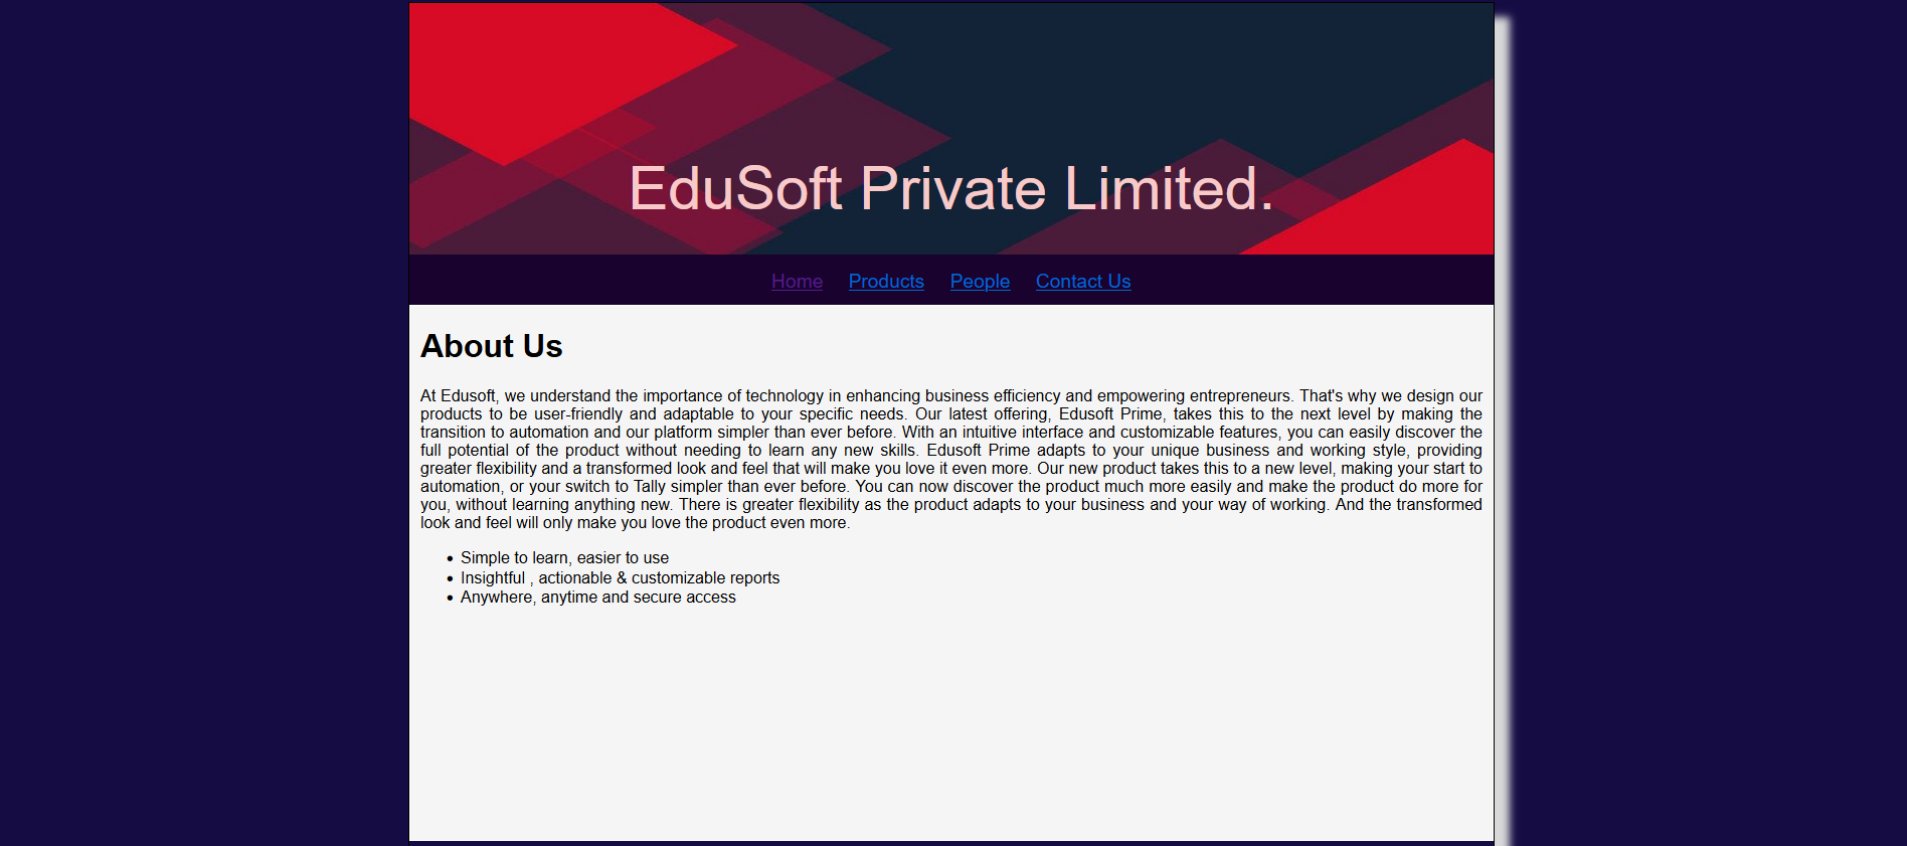 EduSoft Private Limited.
Home Products People Contact Us
About Us
At Edusoft, we understand the importance of technology in enhancing business efficiency and empowering entrepreneurs. That's why we design our
products to be user-friendly and adaptable to your specific needs. Our latest offering, Edusoft Prime, takes this to the next level by making the
transition to automation and our platform simpler than ever before. With an intuitive interface and customizable features, you can easily discover the
full potential of the product without needing to learn any new skills. Edusoft Prime adapts to your unique business and working style, providing
greater flexibility and a transformed look and feel that will make you love it even more. Our new product takes this to a new level, making your start to
automation, or your switch to Tally simpler than ever before. You can now discover the product much more easily and make the product do more for
you, without learning anything new. There is greater flexibility as the product adapts to your business and your way of working. And the transformed
look and feel will only make you love the product even more.
• Simple to learn, easier to use
• Insightful , actionable & customizable reports
• Anywhere, anytime and secure access